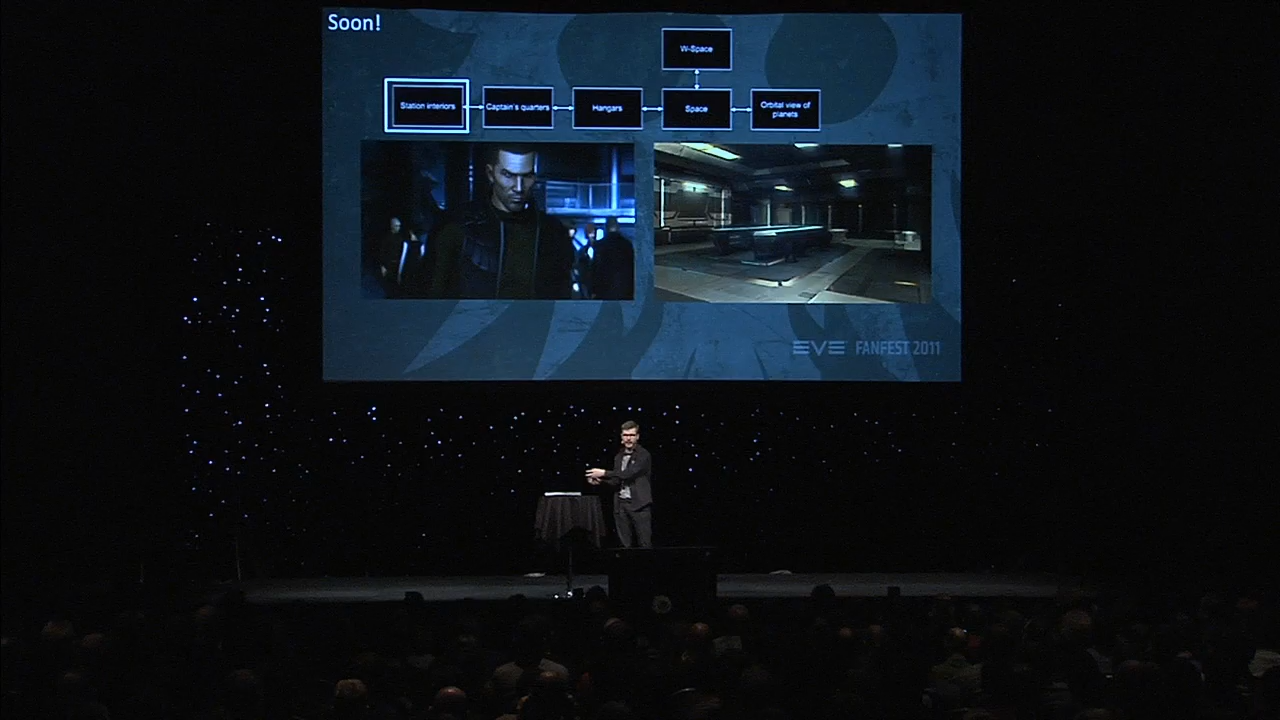 Soon!
W-Space
Station interiors
Captain's quarters
Hangars
Space
Orbital view of
planets
EVE FANFEST 2011